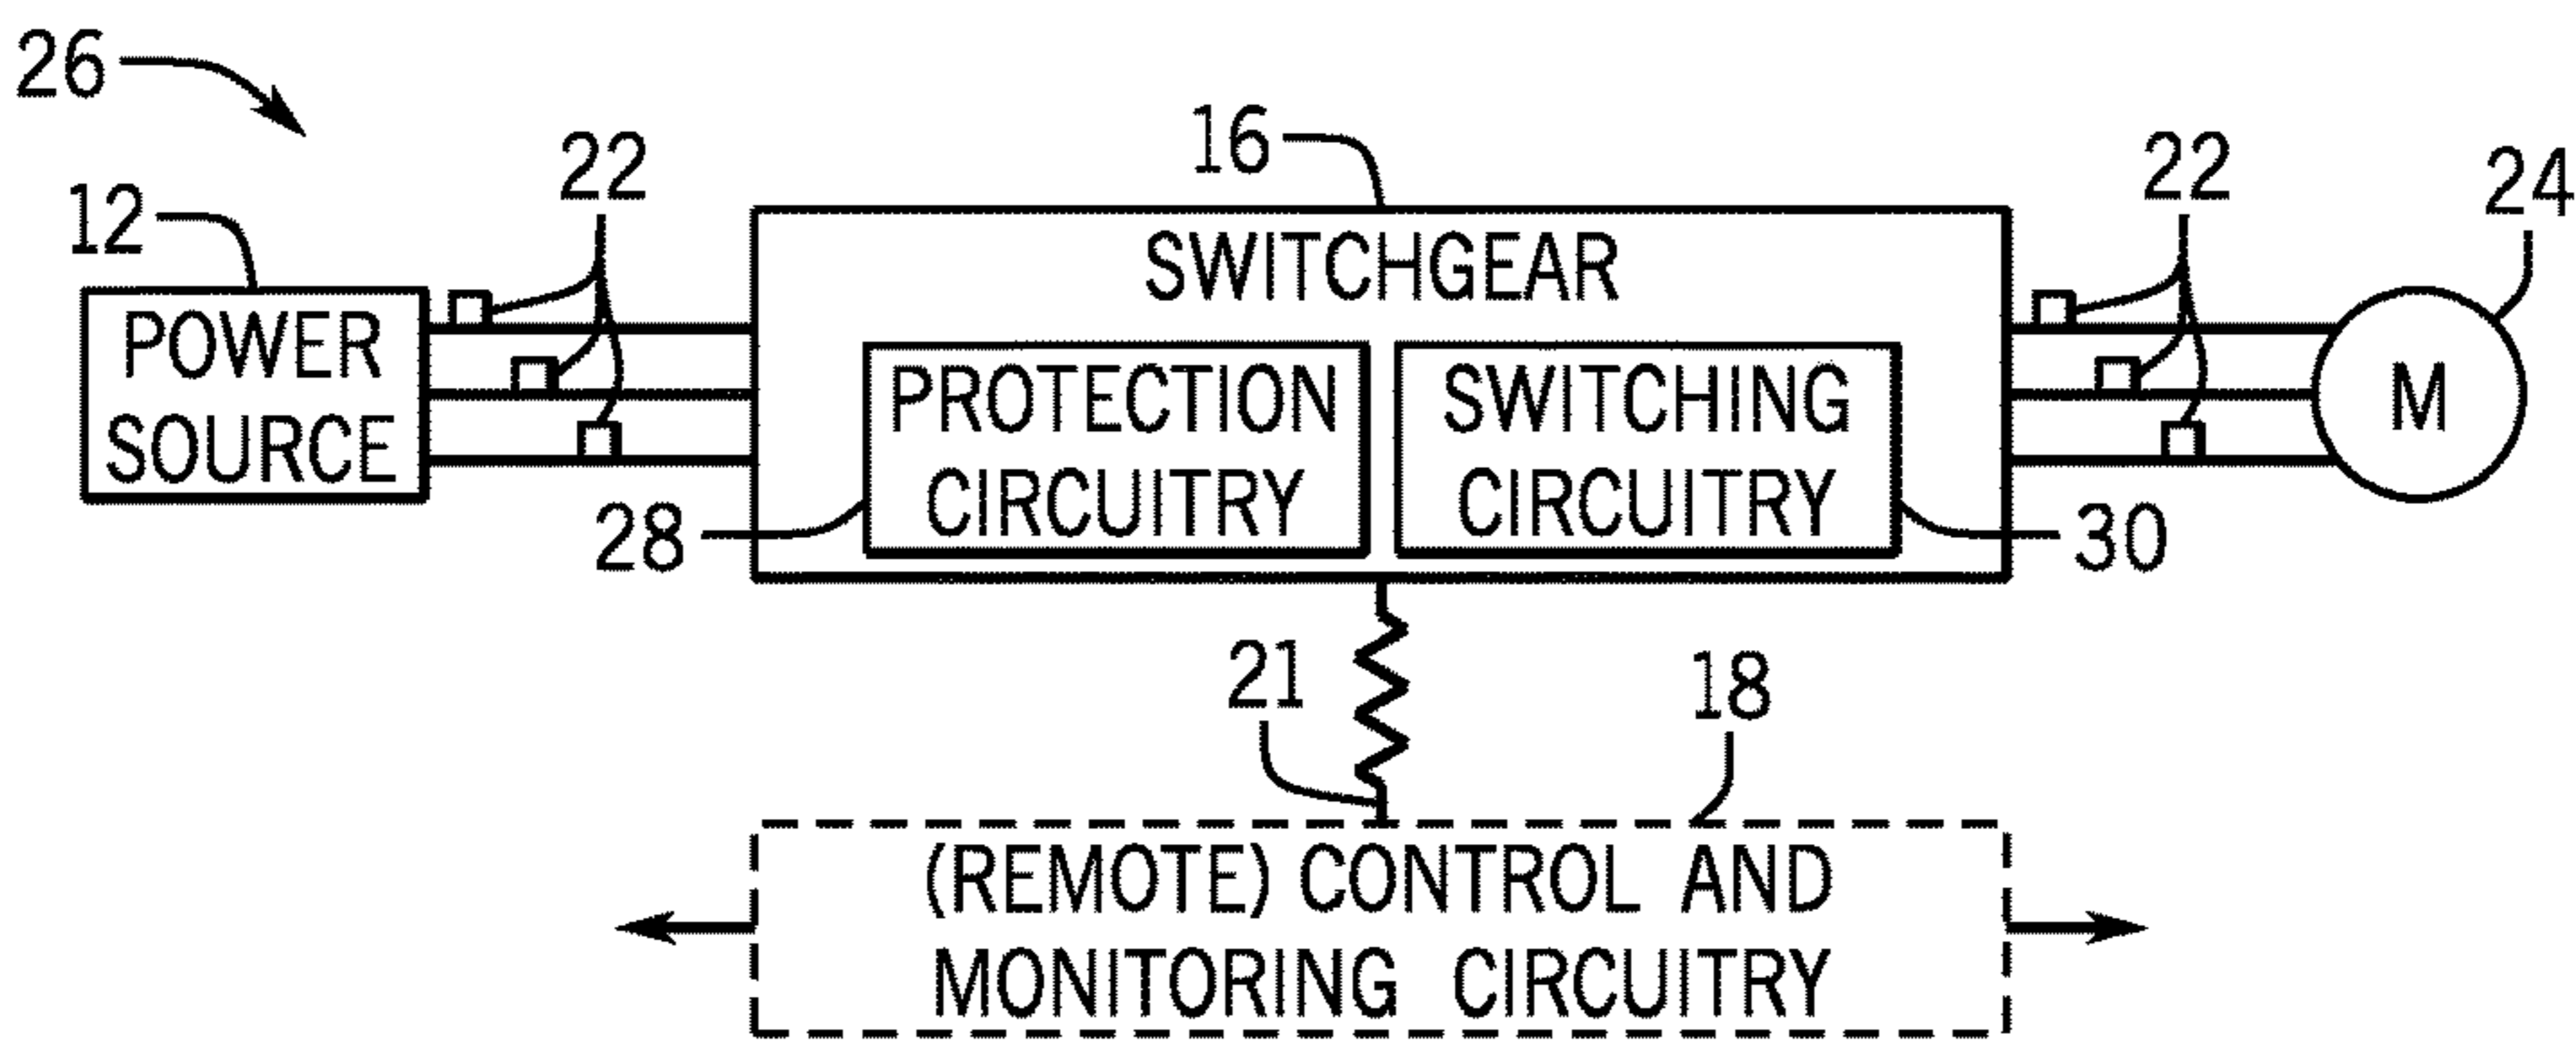 26
12
22
16
22
24
SWITCHGEAR
POWER
SOURCE
PROTECTION
CIRCUITRY
SWITCHING
CIRCUITRY
M
28
30
21
18
(REMOTE) CONTROL AND
MONITORING CIRCUITRY